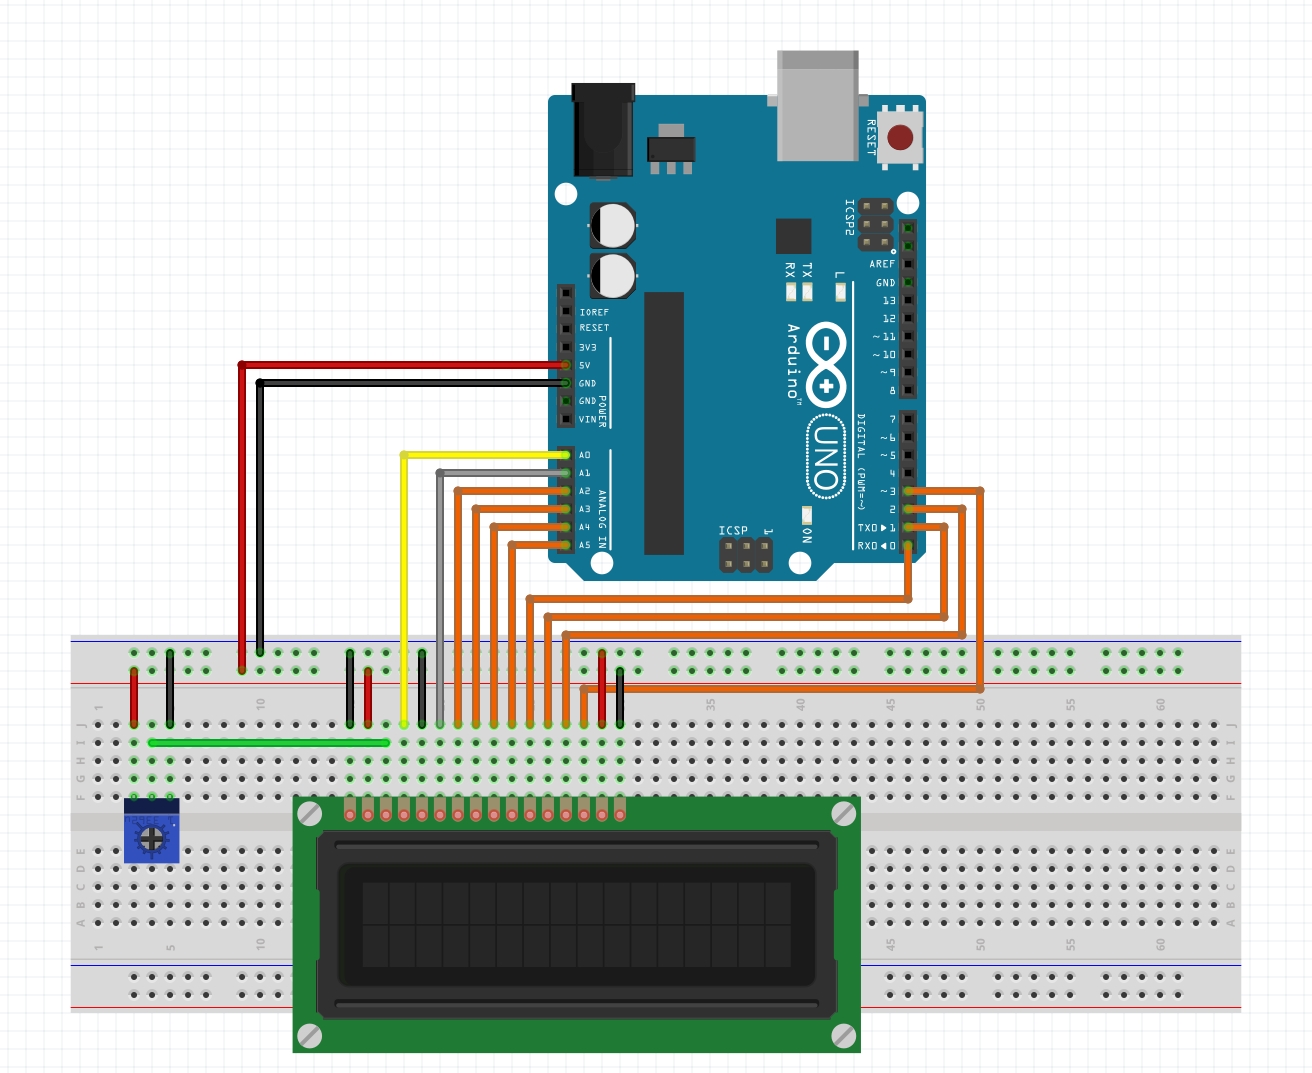 RESET
ICSP2
AREF
GND
13
12
~11
~10
~9
8
7
~6
~5
4
~3
2
TX0▶1
RX0◀0
DIGITAL (PWM=~)
RX
TX
L
Arduino™
UNO
ON
ICSP
1
IOREF
RESET
3V3
5V
GND
GND
VIN
POWER
A0
A1
A2
A3
A4
A5
ANALOG IN
1 10 35 45 50 55 60
J J
I I
H H
G G
F F
E E
D D
C C
B B
A A
1 5 10 45 50 55 60